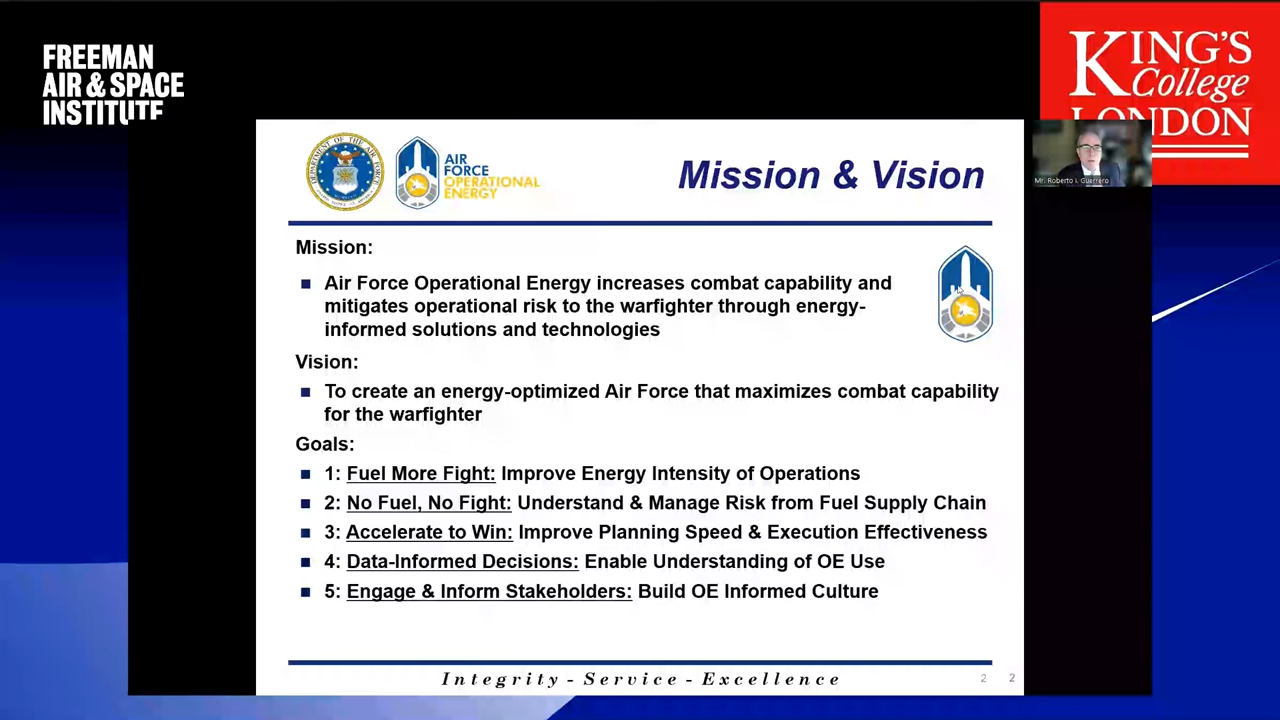 FREEMAN
AIR & SPACE
INSTITUTE
KING'S
College
LONDON
DEPARTMENT OF THE AIR FORCE
AIR
FORCE
OPERATIONAL
ENERGY
Mission & Vision
Mr. Roberto I. Guerrero
Mission:
Air Force Operational Energy increases combat capability and
mitigates operational risk to the warfighter through energy-
informed solutions and technologies
Vision:
To create an energy-optimized Air Force that maximizes combat capability
for the warfighter
Goals:
1: Fuel More Fight: Improve Energy Intensity of Operations
2: No Fuel, No Fight: Understand & Manage Risk from Fuel Supply Chain
3: Accelerate to Win: Improve Planning Speed & Execution Effectiveness
4: Data-Informed Decisions: Enable Understanding of OE Use
5: Engage & Inform Stakeholders: Build OE Informed Culture
Integrity - Service - Excellence
2 2